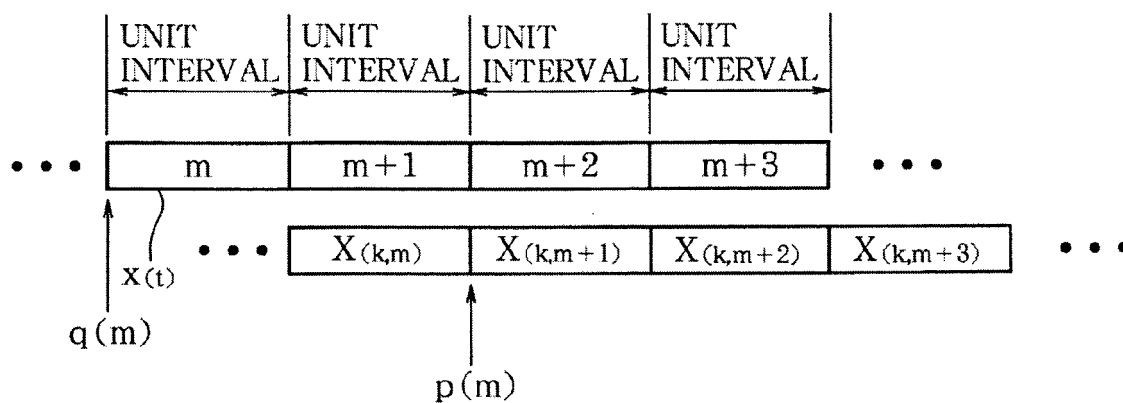 UNIT INTERVAL UNIT INTERVAL UNIT INTERVAL UNIT INTERVAL
••• m m+1 m+2 m+3 •••
••• X(k,m) X(k,m+1) X(k,m+2) X(k,m+3) •••
x(t)
q(m)
p(m)